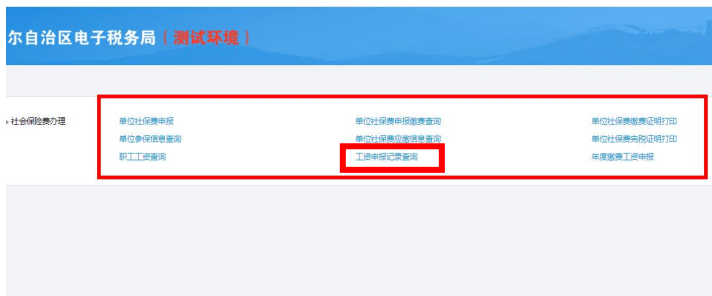 尔自治区电子税务局（测试环境）
社会保险费办理
单位社保费申报 单位社保费申报缴费查询 单位社保费缴费证明打印
单位参保信息查询 单位社保费应缴信息查询 单位社保费完税证明打印
职工工资查询 工资申报记录查询 年度缴费工资申报